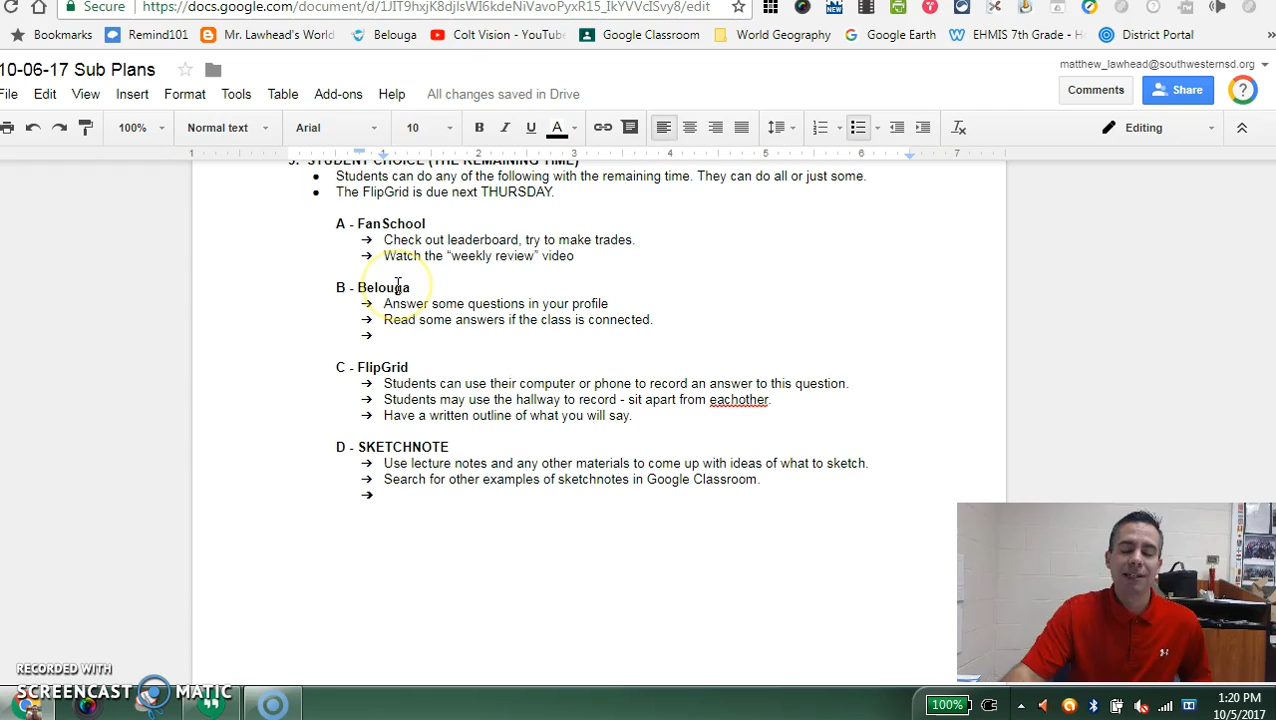 Secure
https://docs.google.com/document/d/1JIT9hxjK8djlsWI6kdeNiVavoPyxR15_IkYVVcISvy8/edit
Bookmarks
Remind101
Mr. Lawhead's World
Belouga
Colt Vision - YouTube
Google Classroom
World Geography
Google Earth
EHMIS 7th Grade - H
District Portal
10-06-17 Sub Plans
matthew_lawhead@southwesternsd.org
File Edit View Insert Format Tools Table Add-ons Help All changes saved in Drive
Comments
Share
100% Normal text Arial 10 B I U A Editing
1 1 2 3 4 5 6 7
3. STUDENT CHOICE (THE REMAINING TIME)
● Students can do any of the following with the remaining time. They can do all or just some.
● The FlipGrid is due next THURSDAY.
A - FanSchool
➔ Check out leaderboard, try to make trades.
➔ Watch the “weekly review” video
B - Belouga
➔ Answer some questions in your profile
➔ Read some answers if the class is connected.
➔
C - FlipGrid
➔ Students can use their computer or phone to record an answer to this question.
➔ Students may use the hallway to record - sit apart from eachother.
➔ Have a written outline of what you will say.
D - SKETCHNOTE
➔ Use lecture notes and any other materials to come up with ideas of what to sketch.
➔ Search for other examples of sketchnotes in Google Classroom.
➔
RECORDED WITH
SCREENCAST MATIC
100%
1:20 PM
10/5/2017